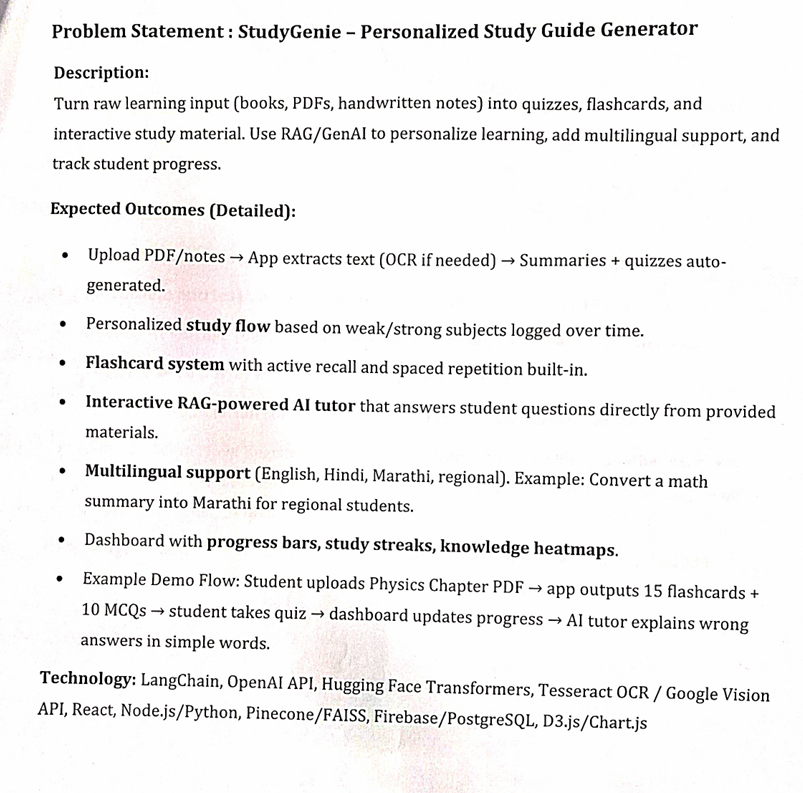 Problem Statement : StudyGenie – Personalized Study Guide Generator
Description:
Turn raw learning input (books, PDFs, handwritten notes) into quizzes, flashcards, and
interactive study material. Use RAG/GenAI to personalize learning, add multilingual support, and
track student progress.
Expected Outcomes (Detailed):
• Upload PDF/notes → App extracts text (OCR if needed) → Summaries + quizzes auto-
generated.
• Personalized study flow based on weak/strong subjects logged over time.
• Flashcard system with active recall and spaced repetition built-in.
• Interactive RAG-powered AI tutor that answers student questions directly from provided
materials.
• Multilingual support (English, Hindi, Marathi, regional). Example: Convert a math
summary into Marathi for regional students.
• Dashboard with progress bars, study streaks, knowledge heatmaps.
• Example Demo Flow: Student uploads Physics Chapter PDF → app outputs 15 flashcards +
10 MCQs → student takes quiz → dashboard updates progress → AI tutor explains wrong
answers in simple words.
Technology: LangChain, OpenAI API, Hugging Face Transformers, Tesseract OCR / Google Vision
API, React, Node.js/Python, Pinecone/FAISS, Firebase/PostgreSQL, D3.js/Chart.js